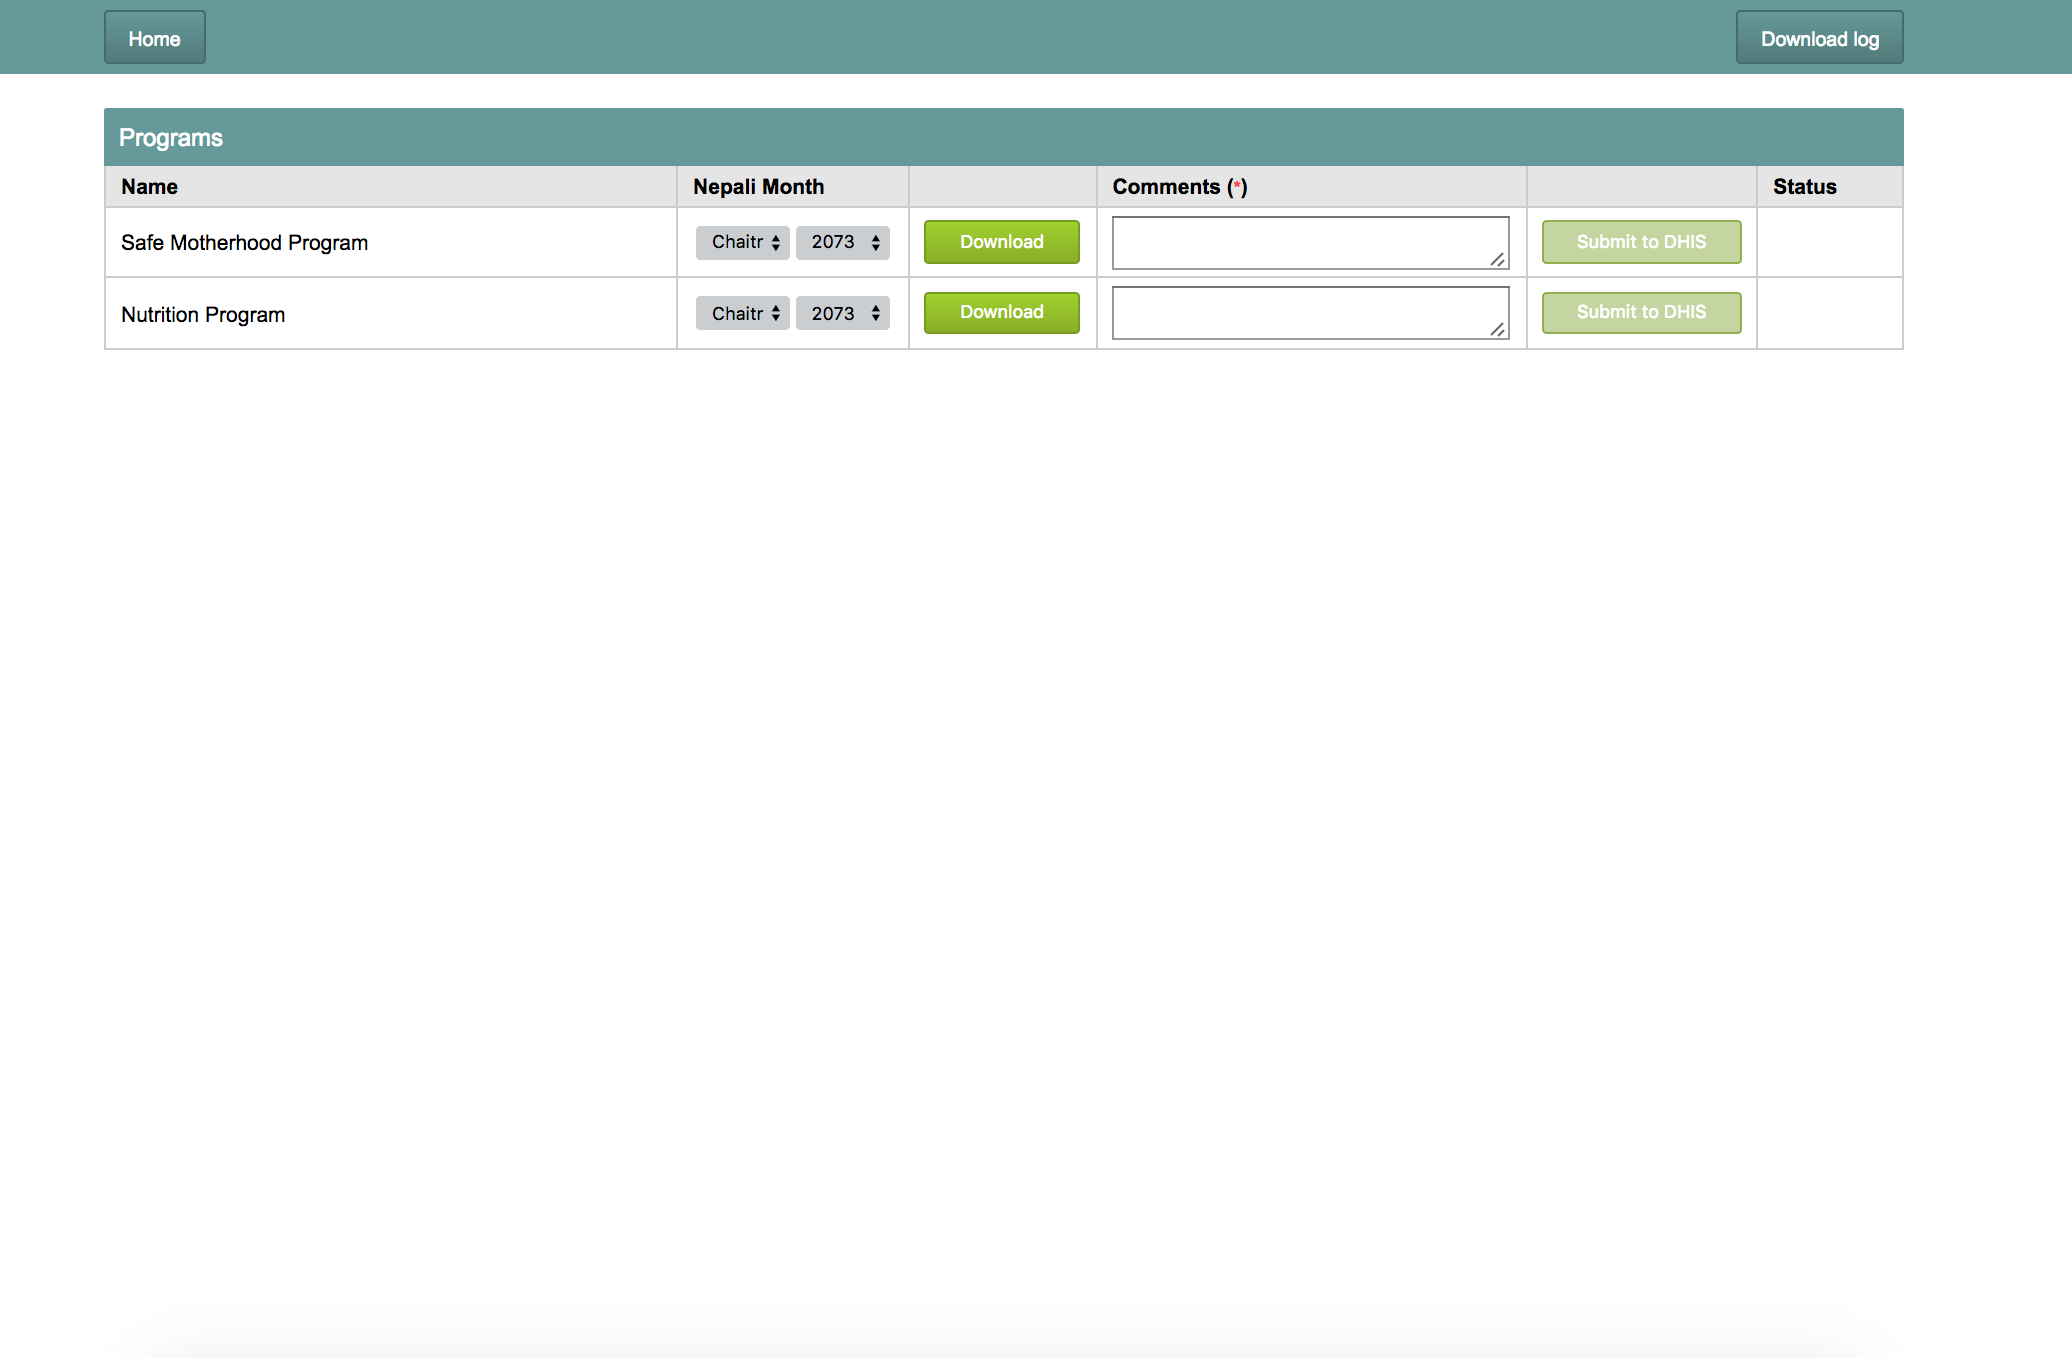 Home Download log
Programs
Name Nepali Month Comments (*) Status
Safe Motherhood Program Chaitr 2073 Download Submit to DHIS
Nutrition Program Chaitr 2073 Download Submit to DHIS